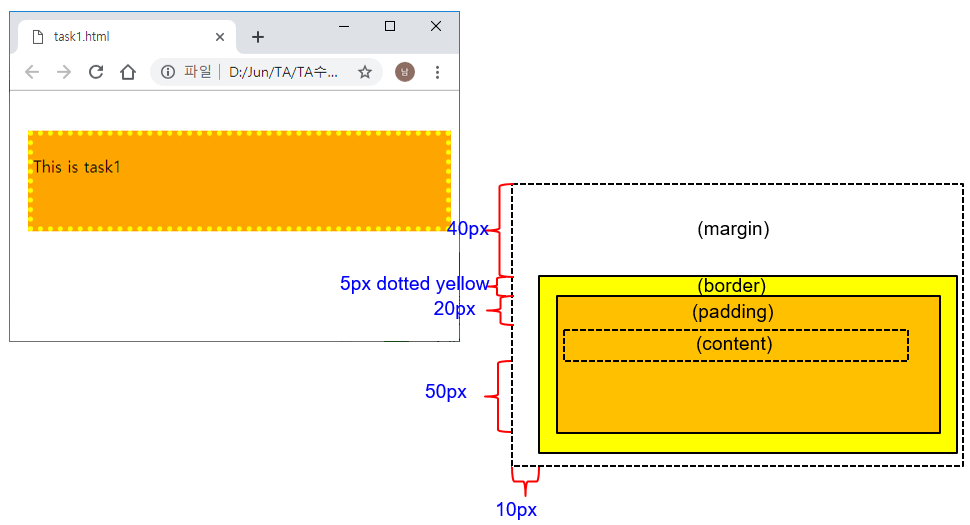 task1.html
파일 D:/Jun/TA/TA수...
남
This is task1
40px
(margin)
5px dotted yellow
(border)
20px
(padding)
(content)
50px
10px